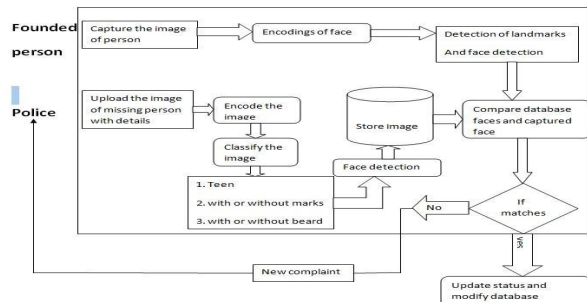 Founded
person
Capture the image
of person
Encodings of face
Detection of landmarks
And face detection
Police
Upload the image
of missing person
with details
Encode the
image
Classify the
image
Store image
Compare database
faces and captured
face
Face detection
1. Teen
2. with or without marks
3. with or without beard
No
If
matches
yes
New complaint
Update status and
modify database